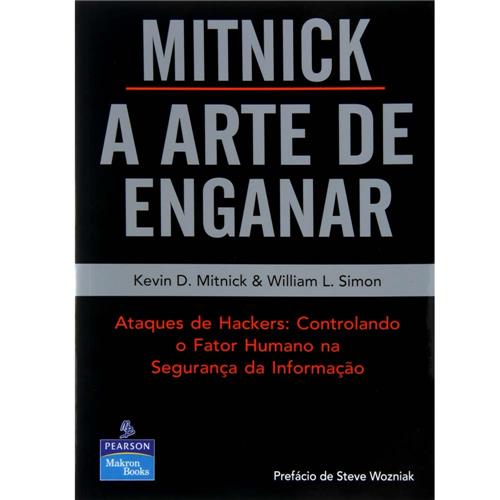 MITNICK
A ARTE DE
ENGANAR
Kevin D. Mitnick & William L. Simon
Ataques de Hackers: Controlando
o Fator Humano na
Segurança da Informação
PEARSON
Makron
Books
Prefácio de Steve Wozniak